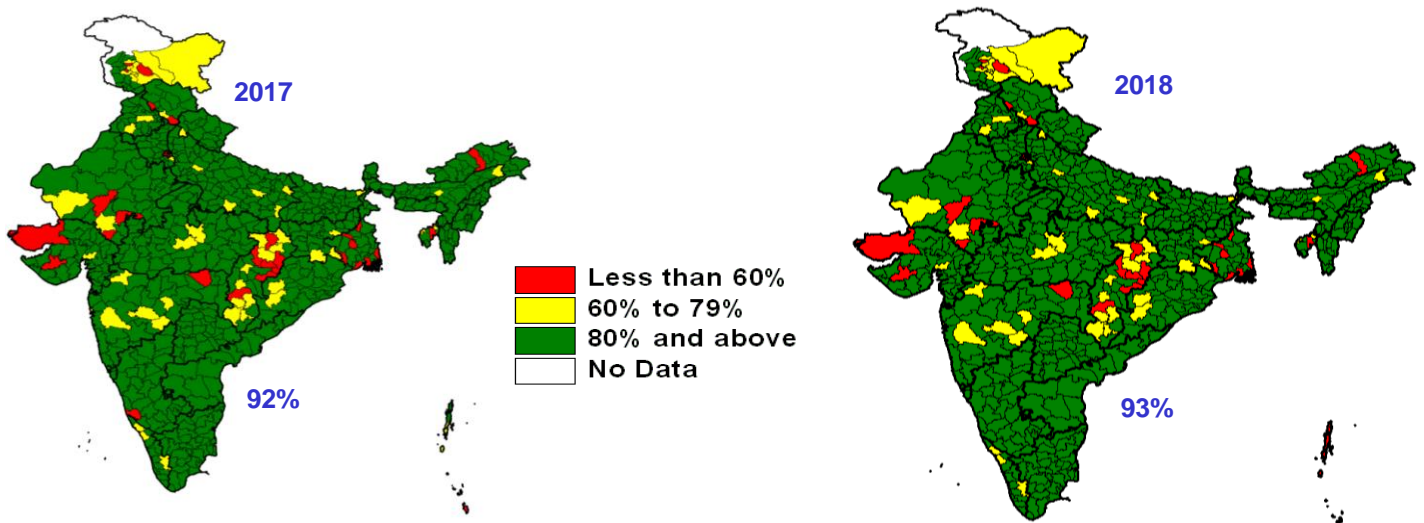 2017
2018
Less than 60%
60% to 79%
80% and above
No Data
92%
93%